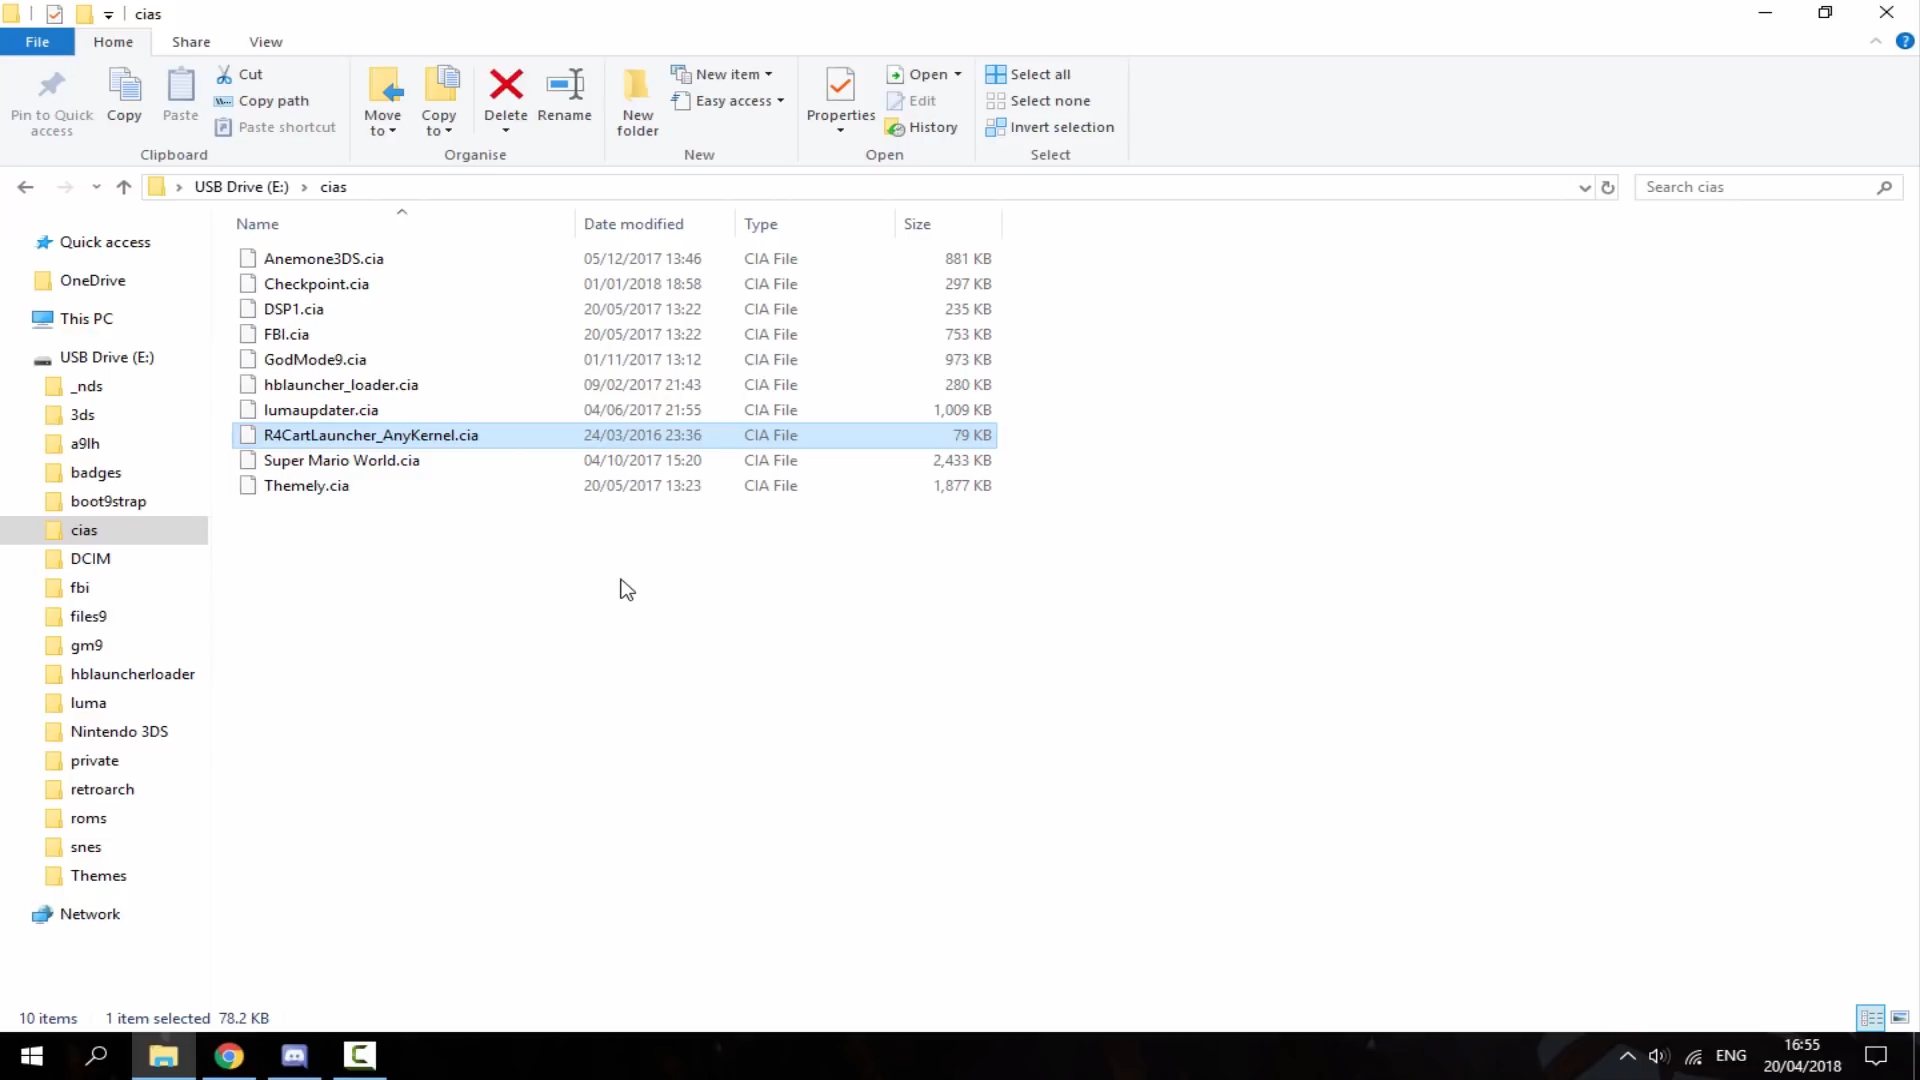 cias
File Home Share View
Pin to Quick access
Copy
Paste
Cut
Copy path
Paste shortcut
Clipboard
Move to
Copy to
Delete
Rename
Organise
New folder
New item
Easy access
New
Properties
Open
Edit
History
Open
Select all
Select none
Invert selection
Select
USB Drive (E:) cias
Search cias
Name Date modified Type Size
Anemone3DS.cia 05/12/2017 13:46 CIA File 881 KB
Checkpoint.cia 01/01/2018 18:58 CIA File 297 KB
DSP1.cia 20/05/2017 13:22 CIA File 235 KB
FBI.cia 20/05/2017 13:22 CIA File 753 KB
GodMode9.cia 01/11/2017 13:12 CIA File 973 KB
hblauncher_loader.cia 09/02/2017 21:43 CIA File 280 KB
lumaupdater.cia 04/06/2017 21:55 CIA File 1,009 KB
R4CartLauncher_AnyKernel.cia 24/03/2016 23:36 CIA File 79 KB
Super Mario World.cia 04/10/2017 15:20 CIA File 2,433 KB
Themely.cia 20/05/2017 13:23 CIA File 1,877 KB
Quick access
OneDrive
This PC
USB Drive (E:)
_nds
3ds
a9lh
badges
boot9strap
cias
DCIM
fbi
files9
gm9
hblauncherloader
luma
Nintendo 3DS
private
retroarch
roms
snes
Themes
Network
10 items 1 item selected 78.2 KB
ENG
16:55
20/04/2018